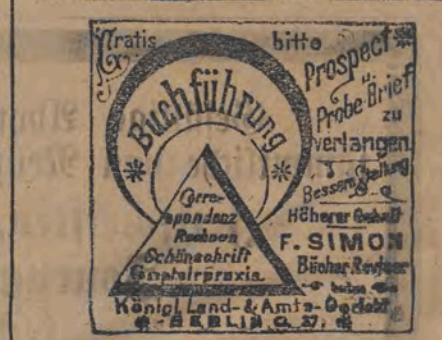 Gratis bitte
Prospect
u.
Probe-Brief
zu
verlangen.
Buchführung
Corre-
spondenz
Rechnen
Schönschrift
Comptoirpraxis.
Bessere Stellung
Höherer Gehalt
F. SIMON
Bücher Revisor
Königl. Land- & Amts-
BERLIN O. 27.